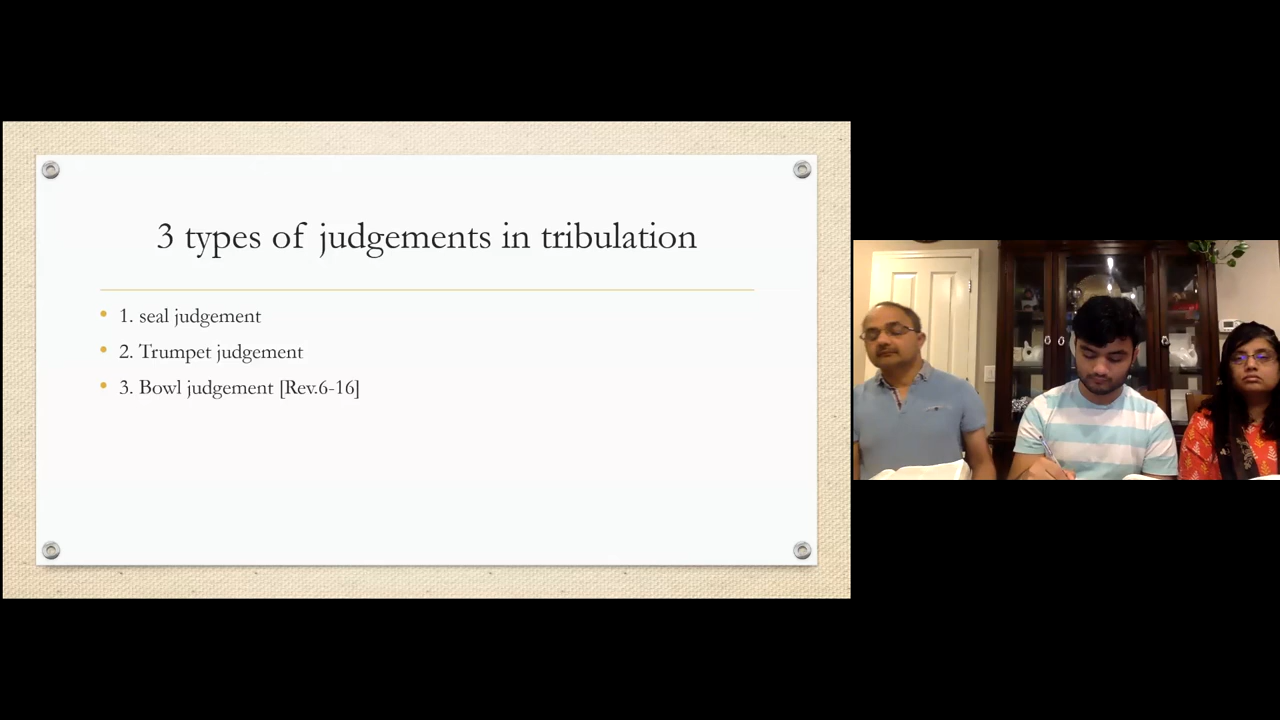 3 types of judgements in tribulation
1. seal judgement
2. Trumpet judgement
3. Bowl judgement [Rev.6-16]